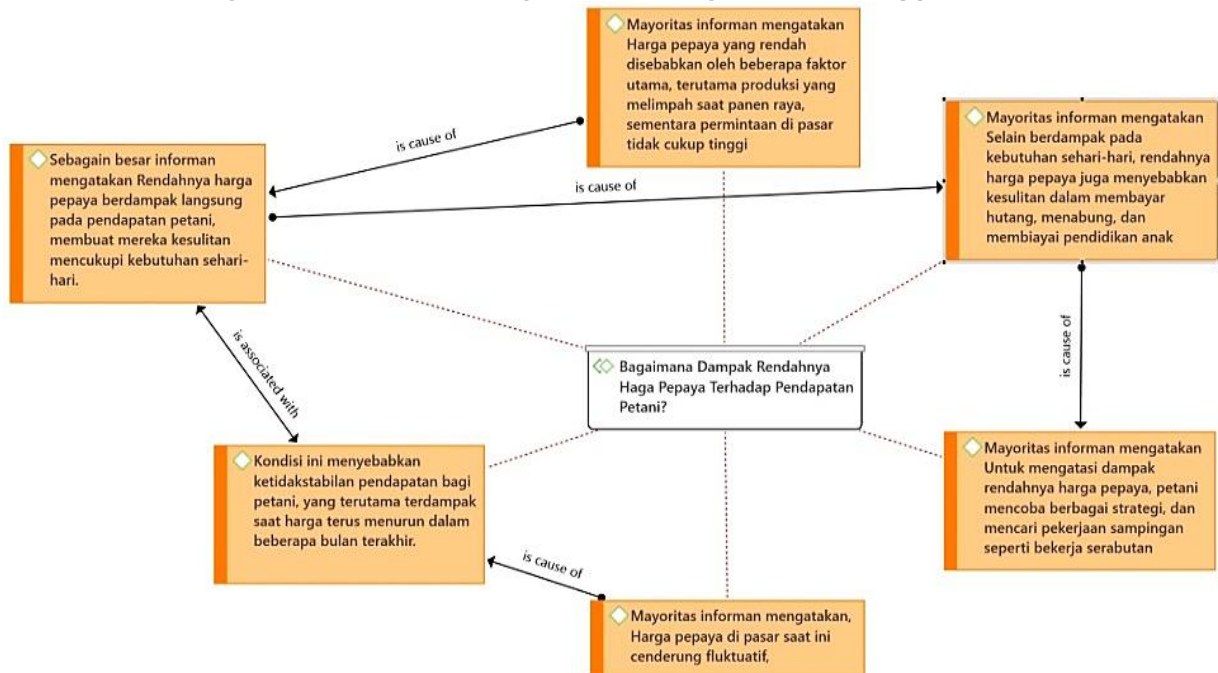 Mayoritas informan mengatakan
Harga pepaya yang rendah
disebabkan oleh beberapa faktor
utama, terutama produksi yang
melimpah saat panen raya,
sementara permintaan di pasar
tidak cukup tinggi
is cause of
Sebagain besar informan
mengatakan Rendahnya harga
pepaya berdampak langsung
pada pendapatan petani,
membuat mereka kesulitan
mencukupi kebutuhan sehari-
hari.
is cause of
Mayoritas informan mengatakan
Selain berdampak pada
kebutuhan sehari-hari, rendahnya
harga pepaya juga menyebabkan
kesulitan dalam membayar
hutang, menabung, dan
membiayai pendidikan anak
is associated with
Bagaimana Dampak Rendahnya
Haga Pepaya Terhadap Pendapatan
Petani?
is cause of
Kondisi ini menyebabkan
ketidakstabilan pendapatan bagi
petani, yang terutama terdampak
saat harga terus menurun dalam
beberapa bulan terakhir.
Mayoritas informan mengatakan
Untuk mengatasi dampak
rendahnya harga pepaya, petani
mencoba berbagai strategi, dan
mencari pekerjaan sampingan
seperti bekerja serabutan
is cause of
Mayoritas informan mengatakan,
Harga pepaya di pasar saat ini
cenderung fluktuatif,